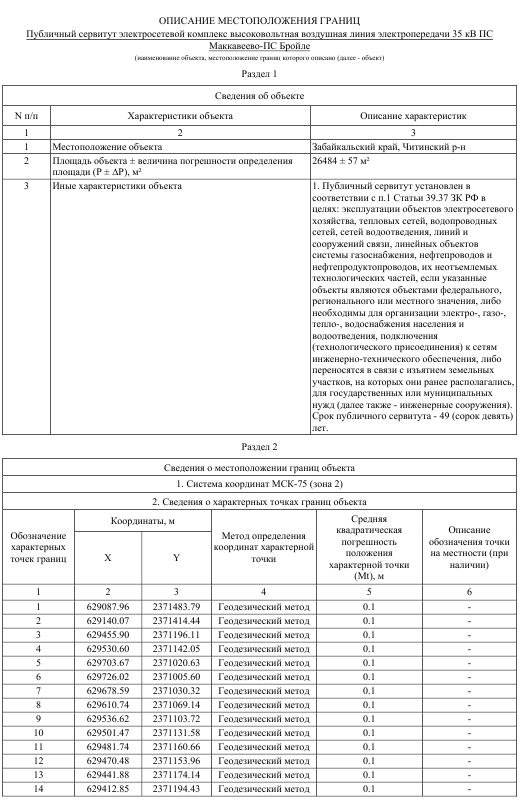 ОПИСАНИЕ МЕСТОПОЛОЖЕНИЯ ГРАНИЦ
Публичный сервитут электросетевой комплекс высоковольтная воздушная линия электропередачи 35 кВ ПС
Маккавеево-ПС Бройле
(наименование объекта, местоположение границ которого описано (далее - объект)
Раздел 1
Сведения об объекте
N п/п Характеристики объекта Описание характеристик
1 2 3
1 Местоположение объекта Забайкальский край, Читинский р-н
2 Площадь объекта ± величина погрешности определения 26484 ± 57 м²
площади (P ± ΔP), м²
3 Иные характеристики объекта 1. Публичный сервитут установлен в
соответствии с п.1 Статьи 39.37 ЗК РФ в
целях: эксплуатации объектов электросетевого
хозяйства, тепловых сетей, водопроводных
сетей, сетей водоотведения, линий и
сооружений связи, линейных объектов
системы газоснабжения, нефтепроводов и
нефтепродуктопроводов, их неотъемлемых
технологических частей, если указанные
объекты являются объектами федерального,
регионального или местного значения, либо
необходимы для организации электро-, газо-,
тепло-, водоснабжения населения и
водоотведения, подключения
(технологического присоединения) к сетям
инженерно-технического обеспечения, либо
переносятся в связи с изъятием земельных
участков, на которых они ранее располагались,
для государственных или муниципальных
нужд (далее также - инженерные сооружения).
Срок публичного сервитута - 49 (сорок девять)
лет.
Раздел 2
Сведения о местоположении границ объекта
1. Система координат МСК-75 (зона 2)
2. Сведения о характерных точках границ объекта
Обозначение характерных точек границ
Координаты, м
X Y
Метод определения координат характерной точки
Средняя квадратическая погрешность положения характерной точки (Mt), м
Описание обозначения точки на местности (при наличии)
1 2 3 4 5 6
1 629087.96 2371483.79 Геодезический метод 0.1 -
2 629140.07 2371414.44 Геодезический метод 0.1 -
3 629455.90 2371196.11 Геодезический метод 0.1 -
4 629530.60 2371142.05 Геодезический метод 0.1 -
5 629703.67 2371020.63 Геодезический метод 0.1 -
6 629726.02 2371005.60 Геодезический метод 0.1 -
7 629678.59 2371030.32 Геодезический метод 0.1 -
8 629610.74 2371069.14 Геодезический метод 0.1 -
9 629536.62 2371103.72 Геодезический метод 0.1 -
10 629501.47 2371131.58 Геодезический метод 0.1 -
11 629481.74 2371160.66 Геодезический метод 0.1 -
12 629470.48 2371153.96 Геодезический метод 0.1 -
13 629441.88 2371174.14 Геодезический метод 0.1 -
14 629412.85 2371194.43 Геодезический метод 0.1 -